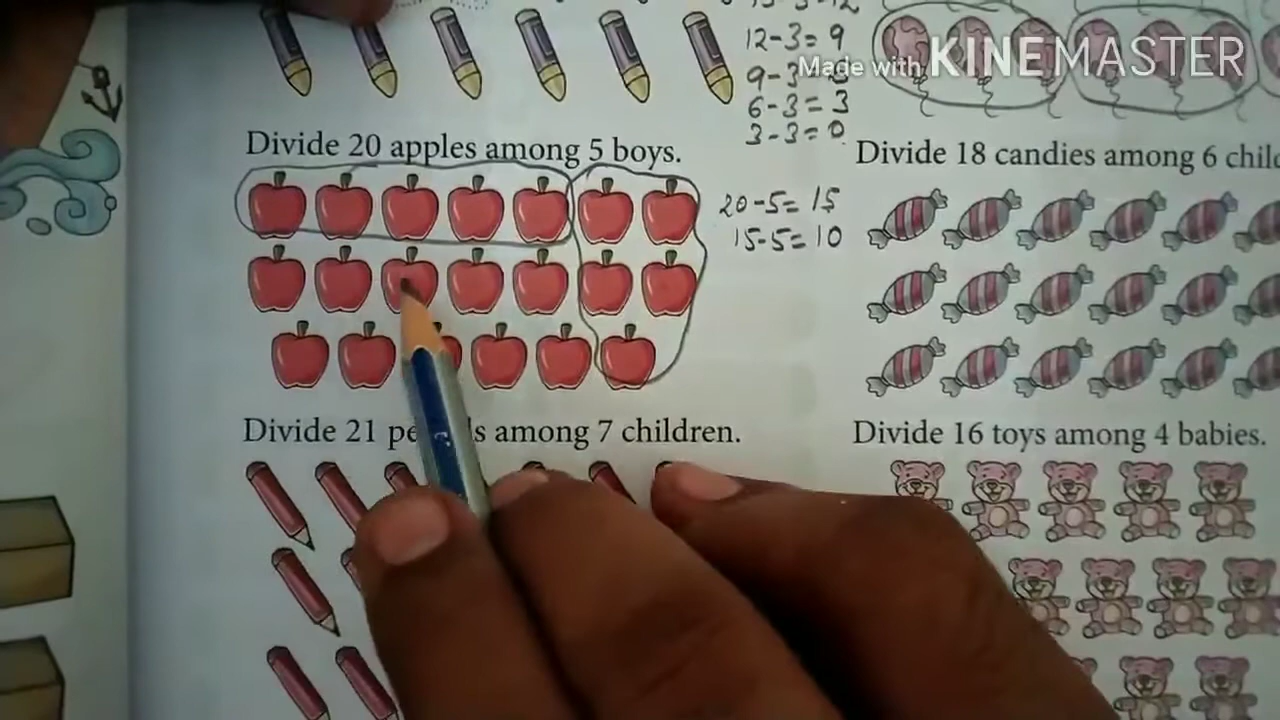 12-3=9
Made with KINEMASTER
9-3
6-3=3
3-3=0
Divide 20 apples among 5 boys.
20-5=15
15-5=10
Divide 18 candies among 6
Divide 21 among 7 children.
Divide 16 toys among 4 babies.